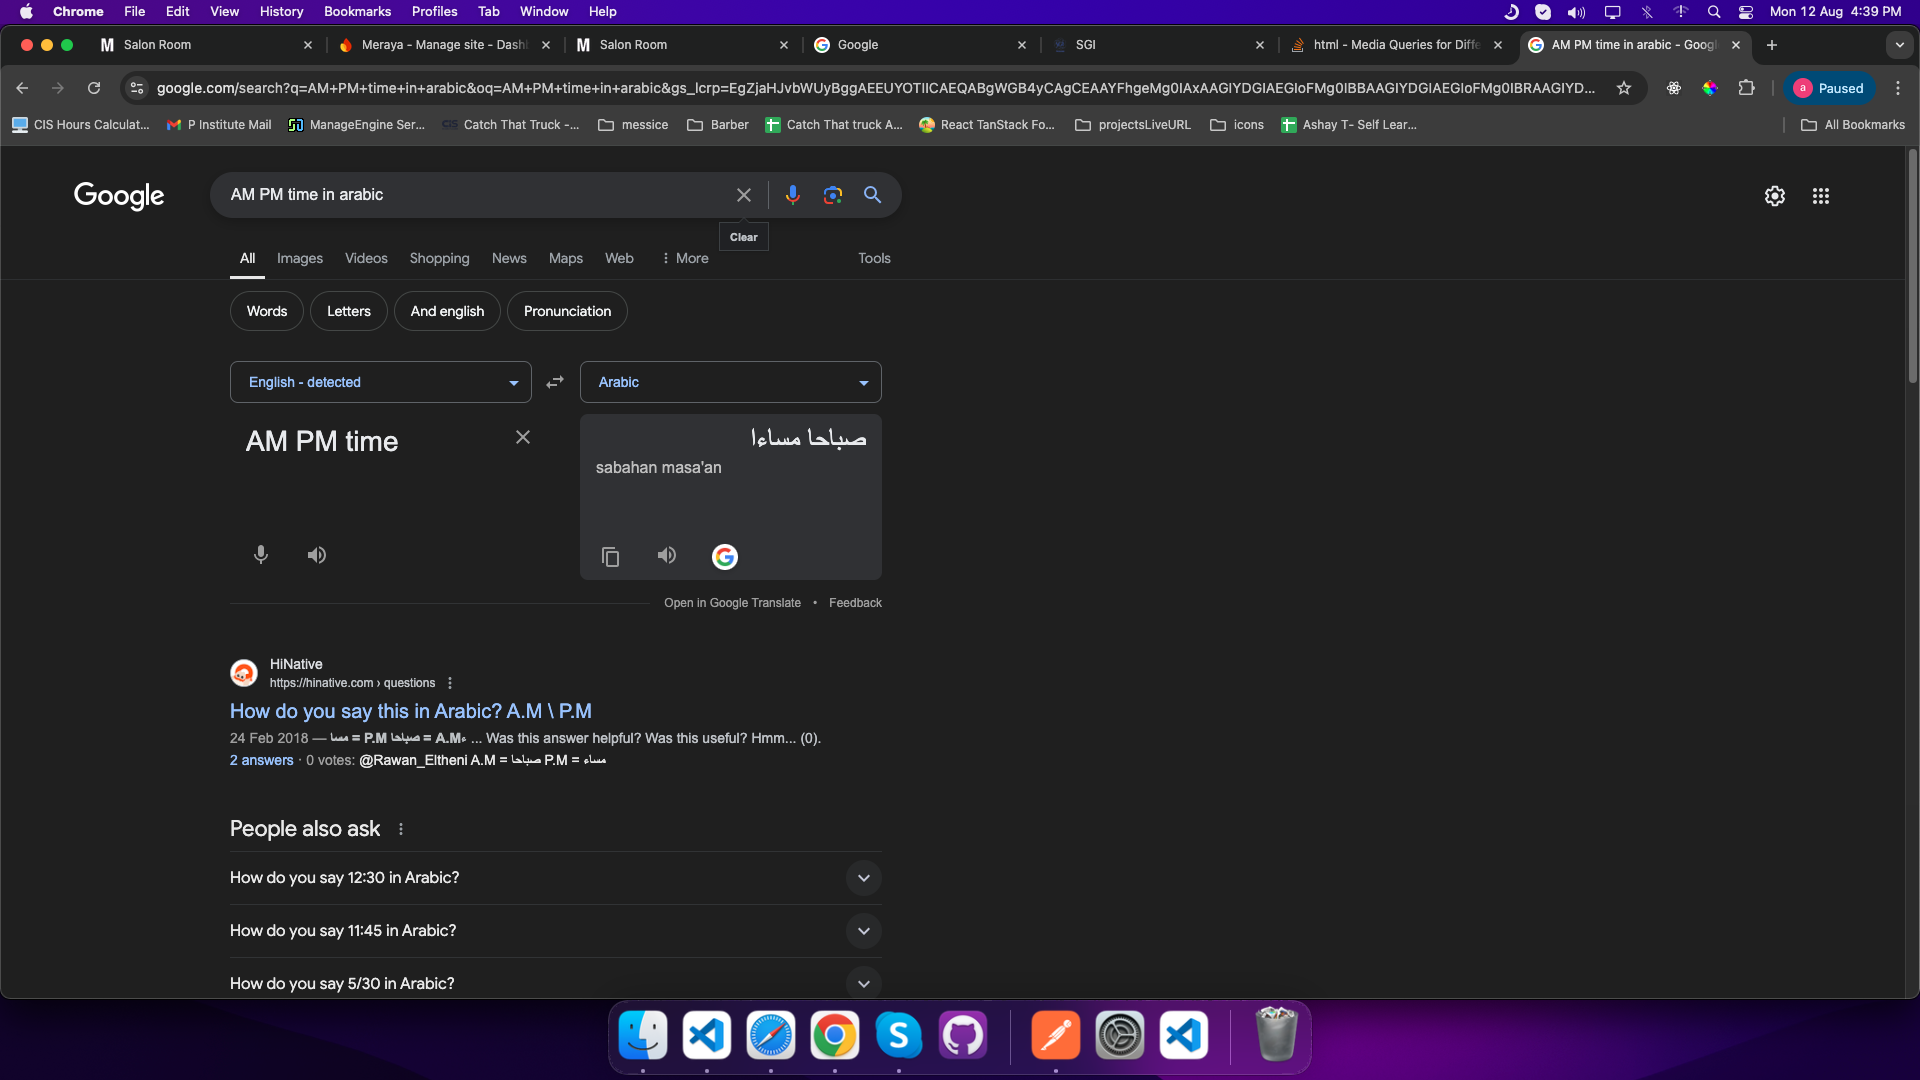 Chrome File Edit View History Bookmarks Profiles Tab Window Help Mon 12 Aug 4:39 PM
Salon Room Meraya - Manage site - Dash Salon Room Google SGI html - Media Queries for Diffe AM PM time in arabic - Googl
google.com/search?q=AM+PM+time+in+arabic&oq=AM+PM+time+in+arabic&gs_lcrp=EgZjaHJvbWUyBggAEEUYOTIICAEQABgWGB4yCAgCEAAYFhgeMg0IAxAAGIYDGIAEGIoFMg0IBBAAGIYDGIAEGIoFMg0IBRAAGIYD... Paused
CIS Hours Calculat... P Institute Mail ManageEngine Ser... Catch That Truck -... messice Barber Catch That truck A... React TanStack Fo... projectsLiveURL icons Ashay T- Self Lear... All Bookmarks
Google AM PM time in arabic
Clear
All Images Videos Shopping News Maps Web More Tools
Words Letters And english Pronunciation
English - detected Arabic
AM PM time صباحا مساءا
sabahan masa'an
Open in Google Translate • Feedback
HiNative
https://hinative.com › questions
How do you say this in Arabic? A.M \ P.M
24 Feb 2018 — مسا = P.M صباحا = A.Mء ... Was this answer helpful? Was this useful? Hmm... (0).
2 answers · 0 votes: @Rawan_Eltheni A.M = صباحا P.M = مساء
People also ask
How do you say 12:30 in Arabic?
How do you say 11:45 in Arabic?
How do you say 5/30 in Arabic?